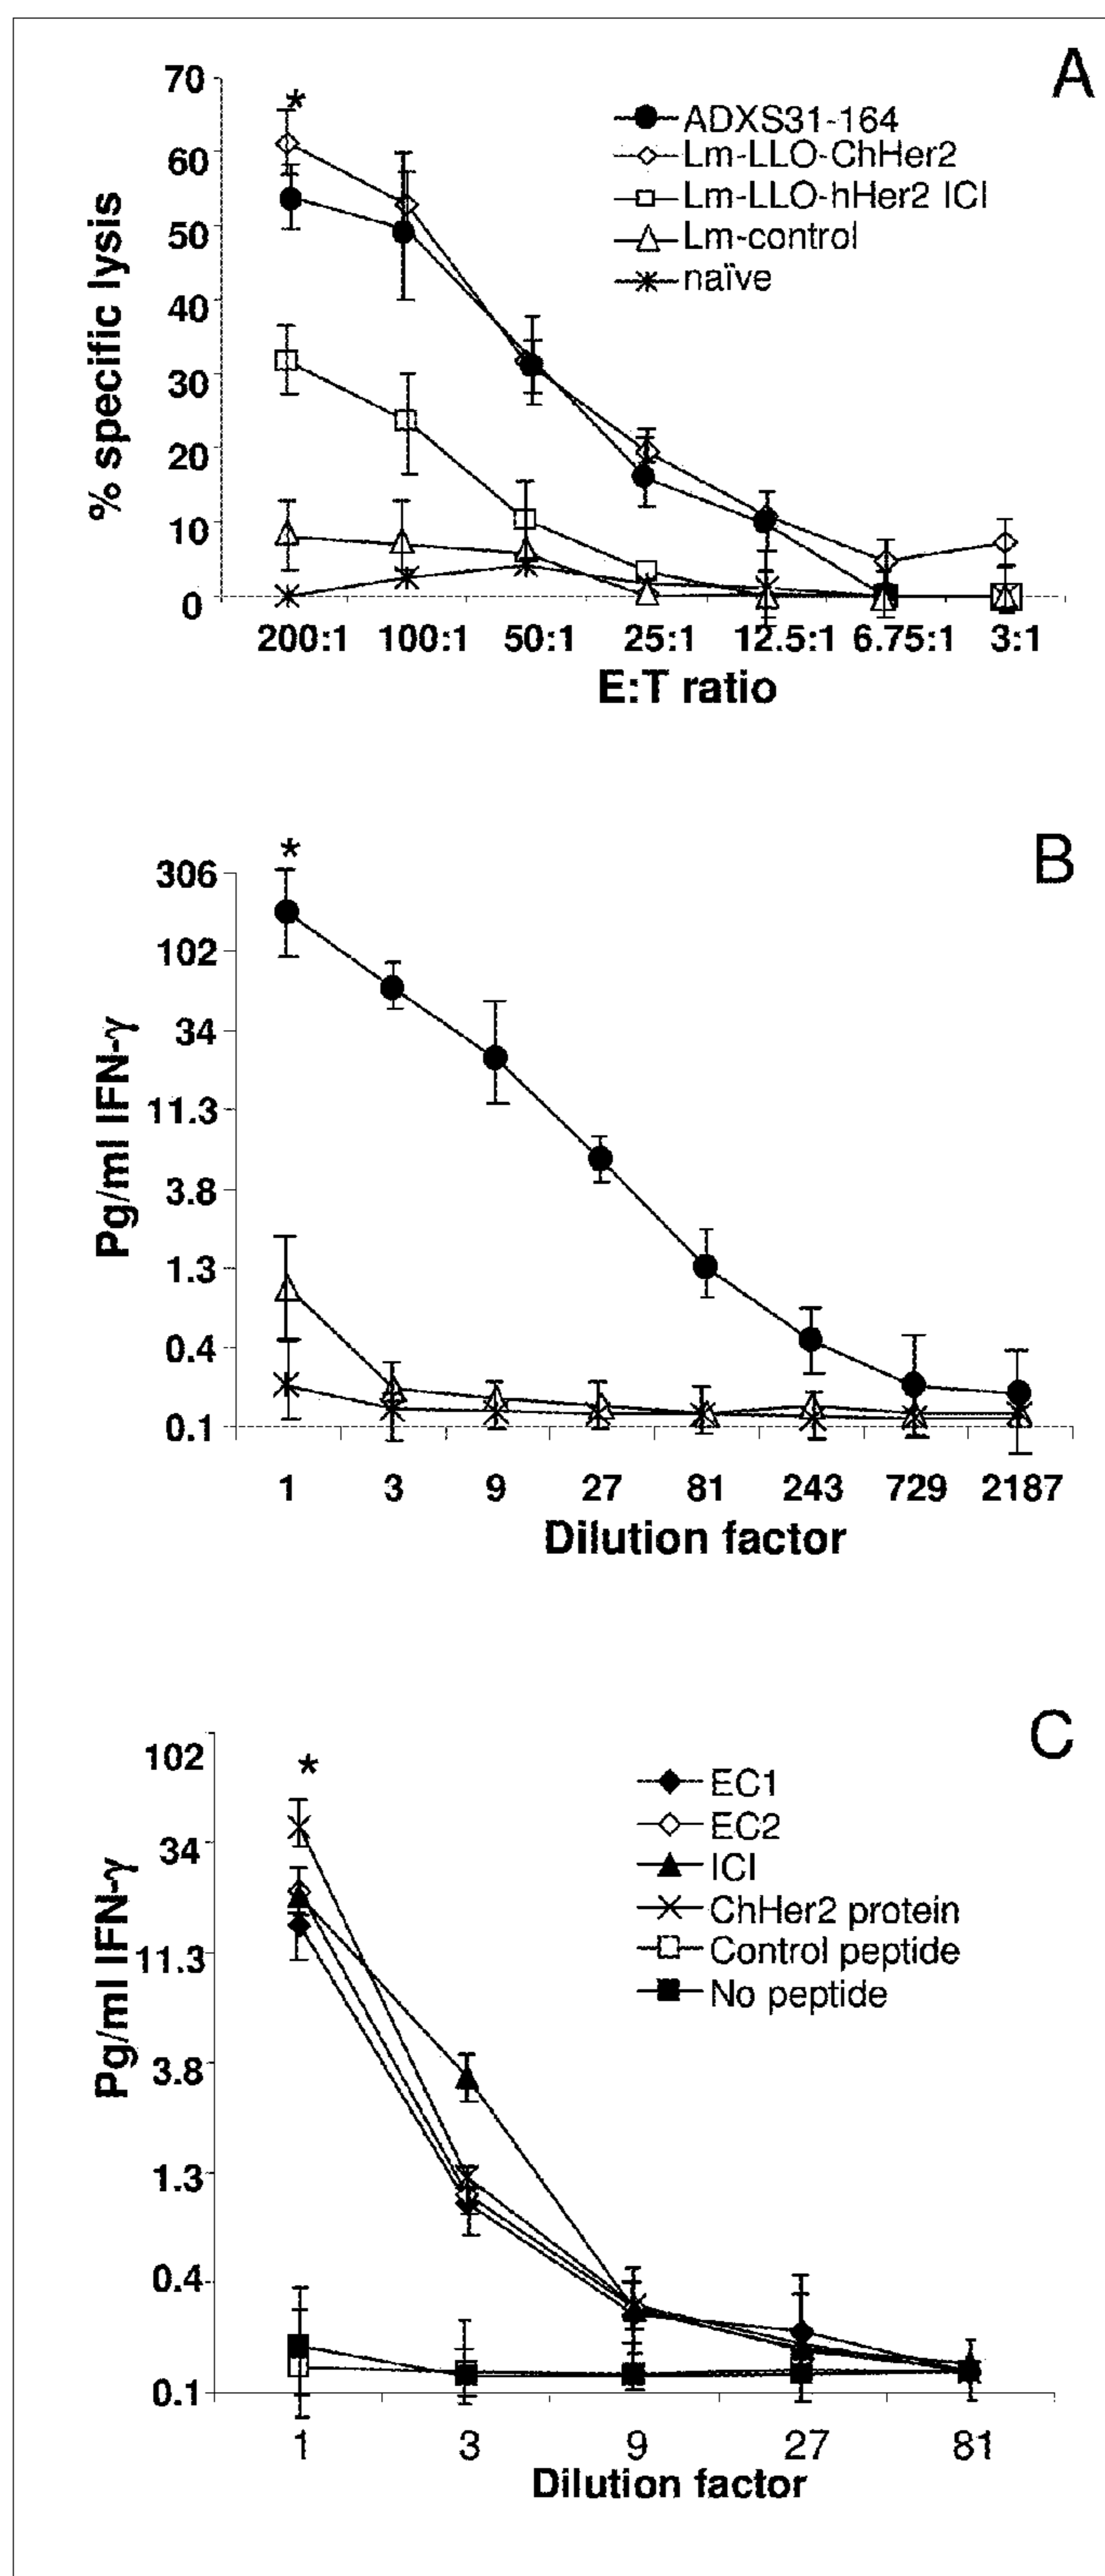 A
70
60
50
40
30
20
10
0
% specific lysis
*
ADXS31-164
Lm-LLO-ChHer2
Lm-LLO-hHer2 ICI
Lm-control
naïve
200:1 100:1 50:1 25:1 12.5:1 6.75:1 3:1
E:T ratio
B
306
102
34
11.3
3.8
1.3
0.4
0.1
Pg/ml IFN-γ
*
1 3 9 27 81 243 729 2187
Dilution factor
C
102
34
11.3
3.8
1.3
0.4
0.1
Pg/ml IFN-γ
*
EC1
EC2
ICI
ChHer2 protein
Control peptide
No peptide
1 3 9 27 81
Dilution factor